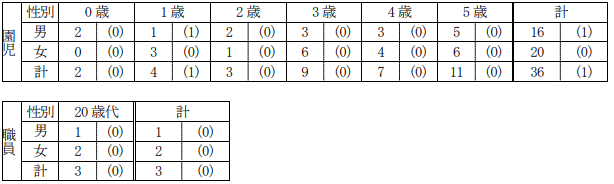 園児 性別 0歳 1歳 2歳 3歳 4歳 5歳 計
男 2 (0) 1 (1) 2 (0) 3 (0) 3 (0) 5 (0) 16 (1)
女 0 (0) 3 (0) 1 (0) 6 (0) 4 (0) 6 (0) 20 (0)
計 2 (0) 4 (1) 3 (0) 9 (0) 7 (0) 11 (0) 36 (1)
職員 性別 20歳代 計
男 1 (0) 1 (0)
女 2 (0) 2 (0)
計 3 (0) 3 (0)